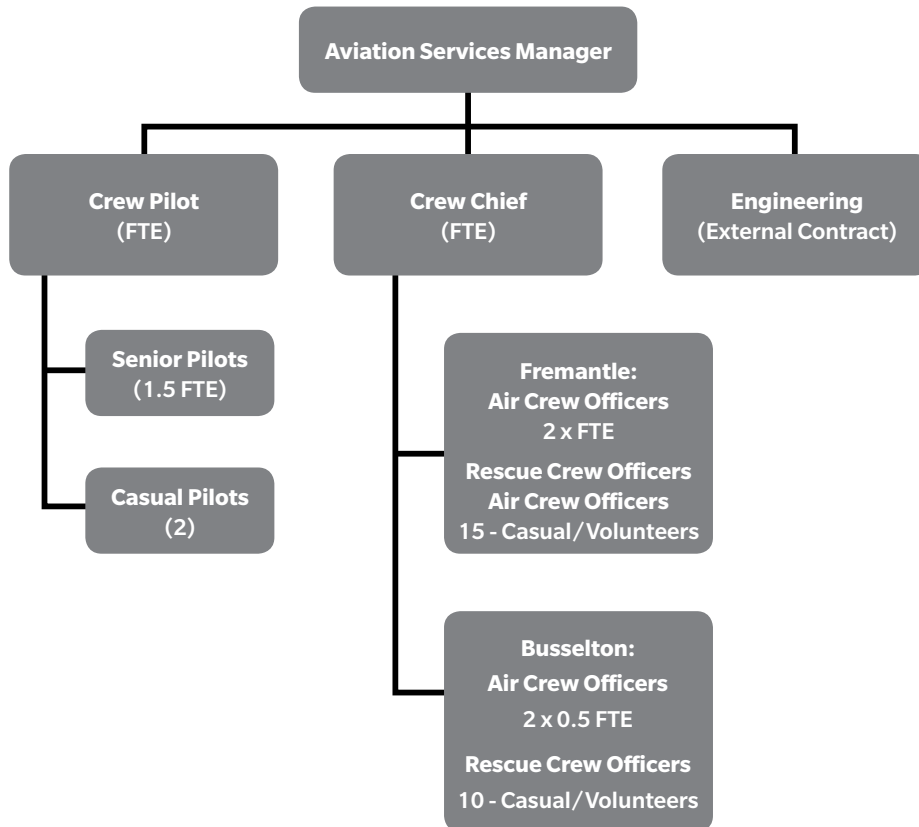 Aviation Services Manager
Crew Pilot
(FTE)
Crew Chief
(FTE)
Engineering
(External Contract)
Senior Pilots
(1.5 FTE)
Casual Pilots
(2)
Fremantle:
Air Crew Officers
2 x FTE
Rescue Crew Officers
Air Crew Officers
15 - Casual/Volunteers
Busselton:
Air Crew Officers
2 x 0.5 FTE
Rescue Crew Officers
10 - Casual/Volunteers